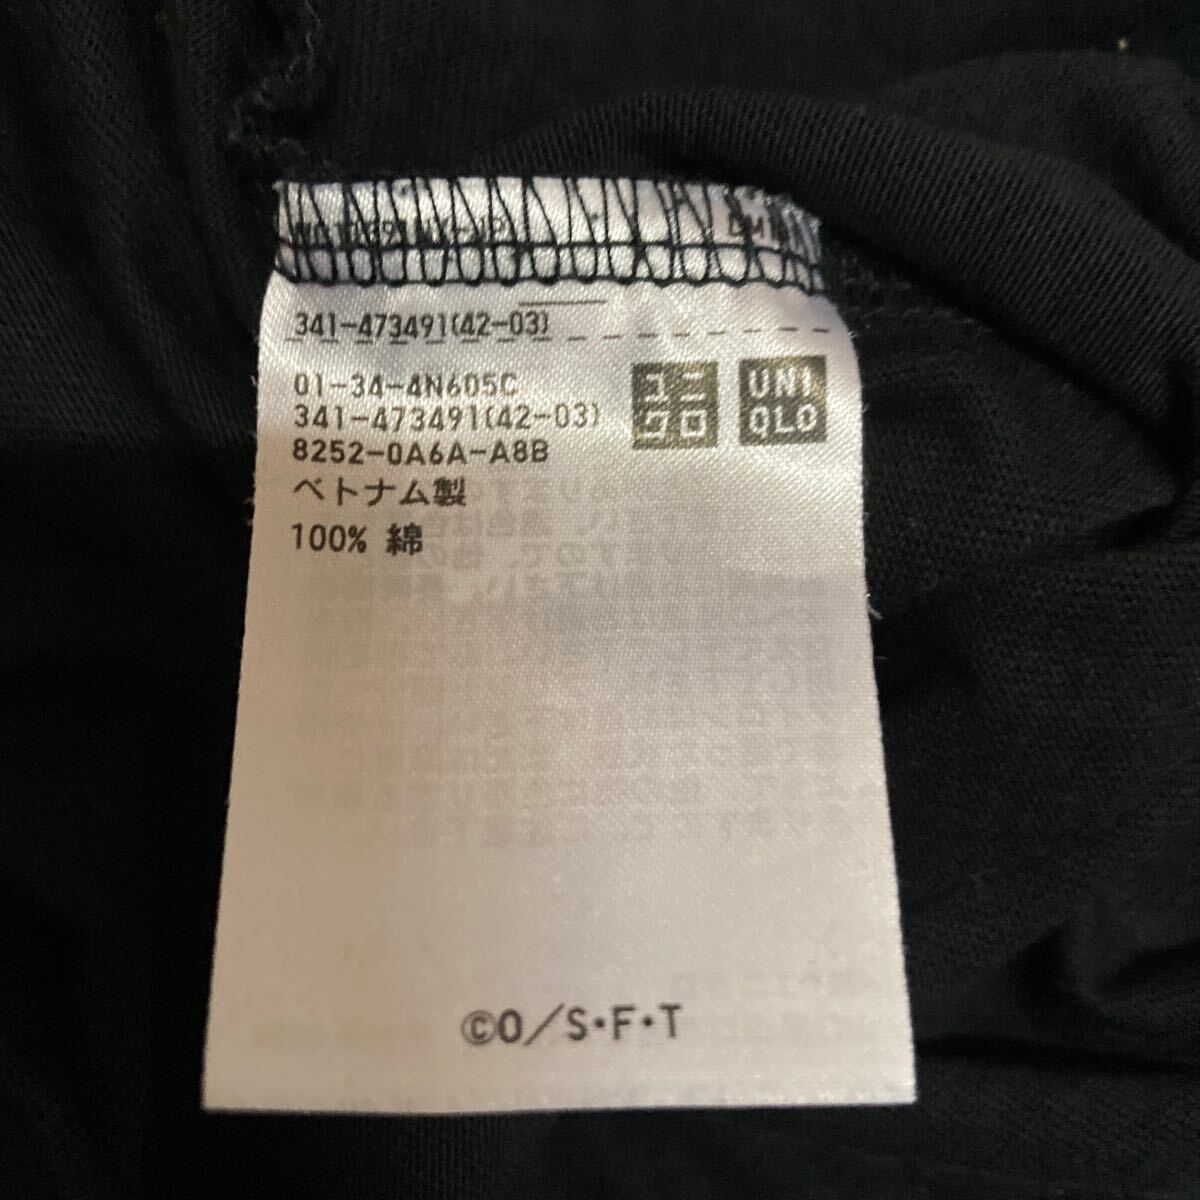 341-473491(42-03)
01-34-4N605C
341-473491(42-03)
8252-0A6A-A8B
ベトナム製
100% 綿
ユニ
クロ
UNI
QLO
©O/S・F・T